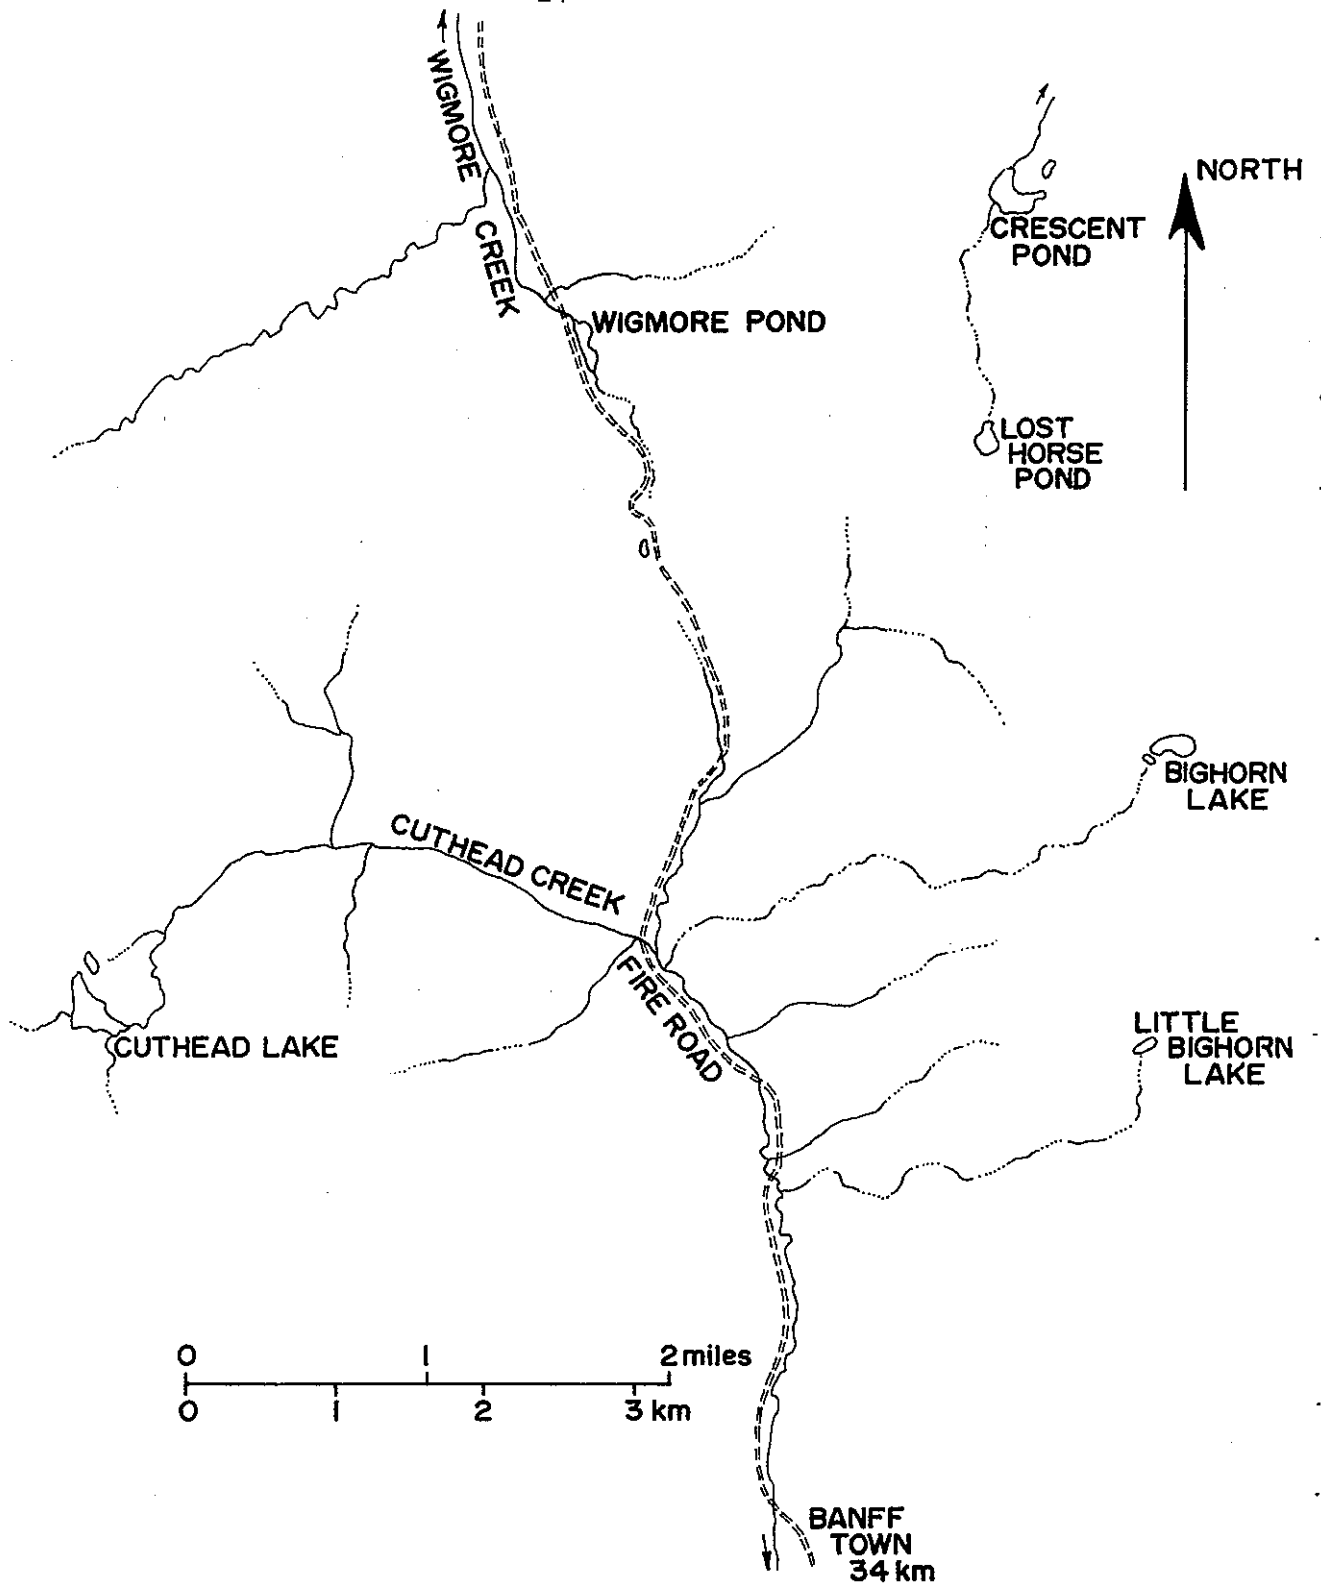 WIGMORE
CREEK
NORTH
CRESCENT
POND
WIGMORE POND
LOST
HORSE
POND
BIGHORN
LAKE
CUTHEAD CREEK
FIRE ROAD
CUTHEAD LAKE
LITTLE
BIGHORN
LAKE
0 1 2 miles
0 1 2 3 km
BANFF
TOWN
34 km